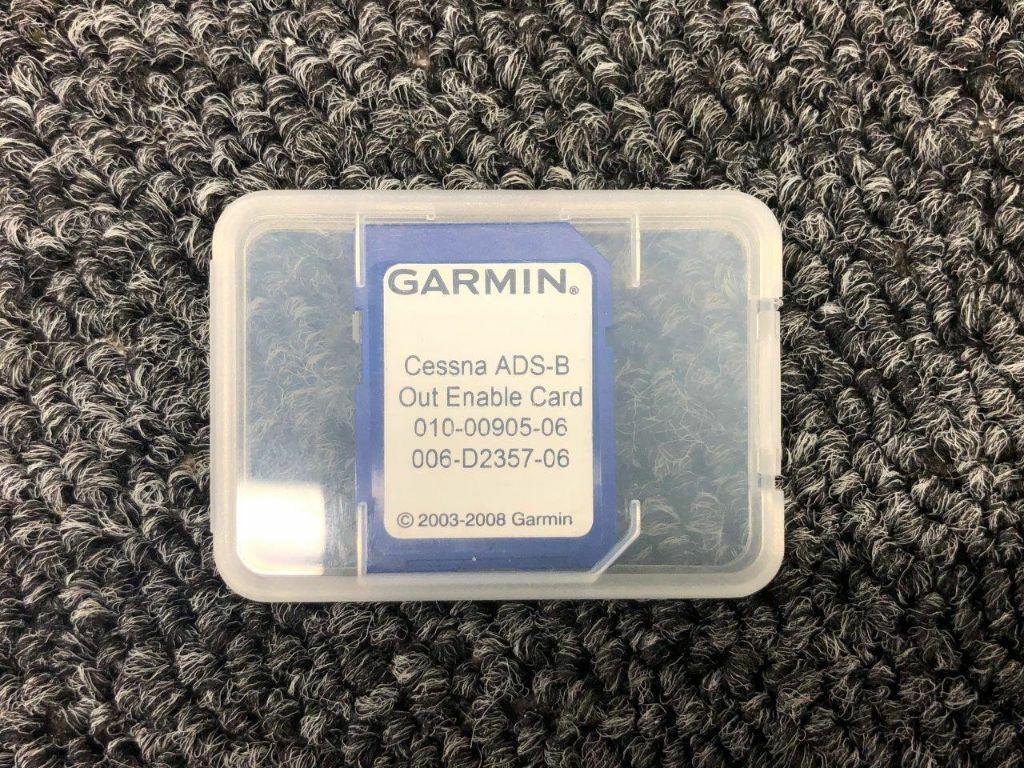 GARMIN®
Cessna ADS-B
Out Enable Card
010-00905-06
006-D2357-06
© 2003-2008 Garmin